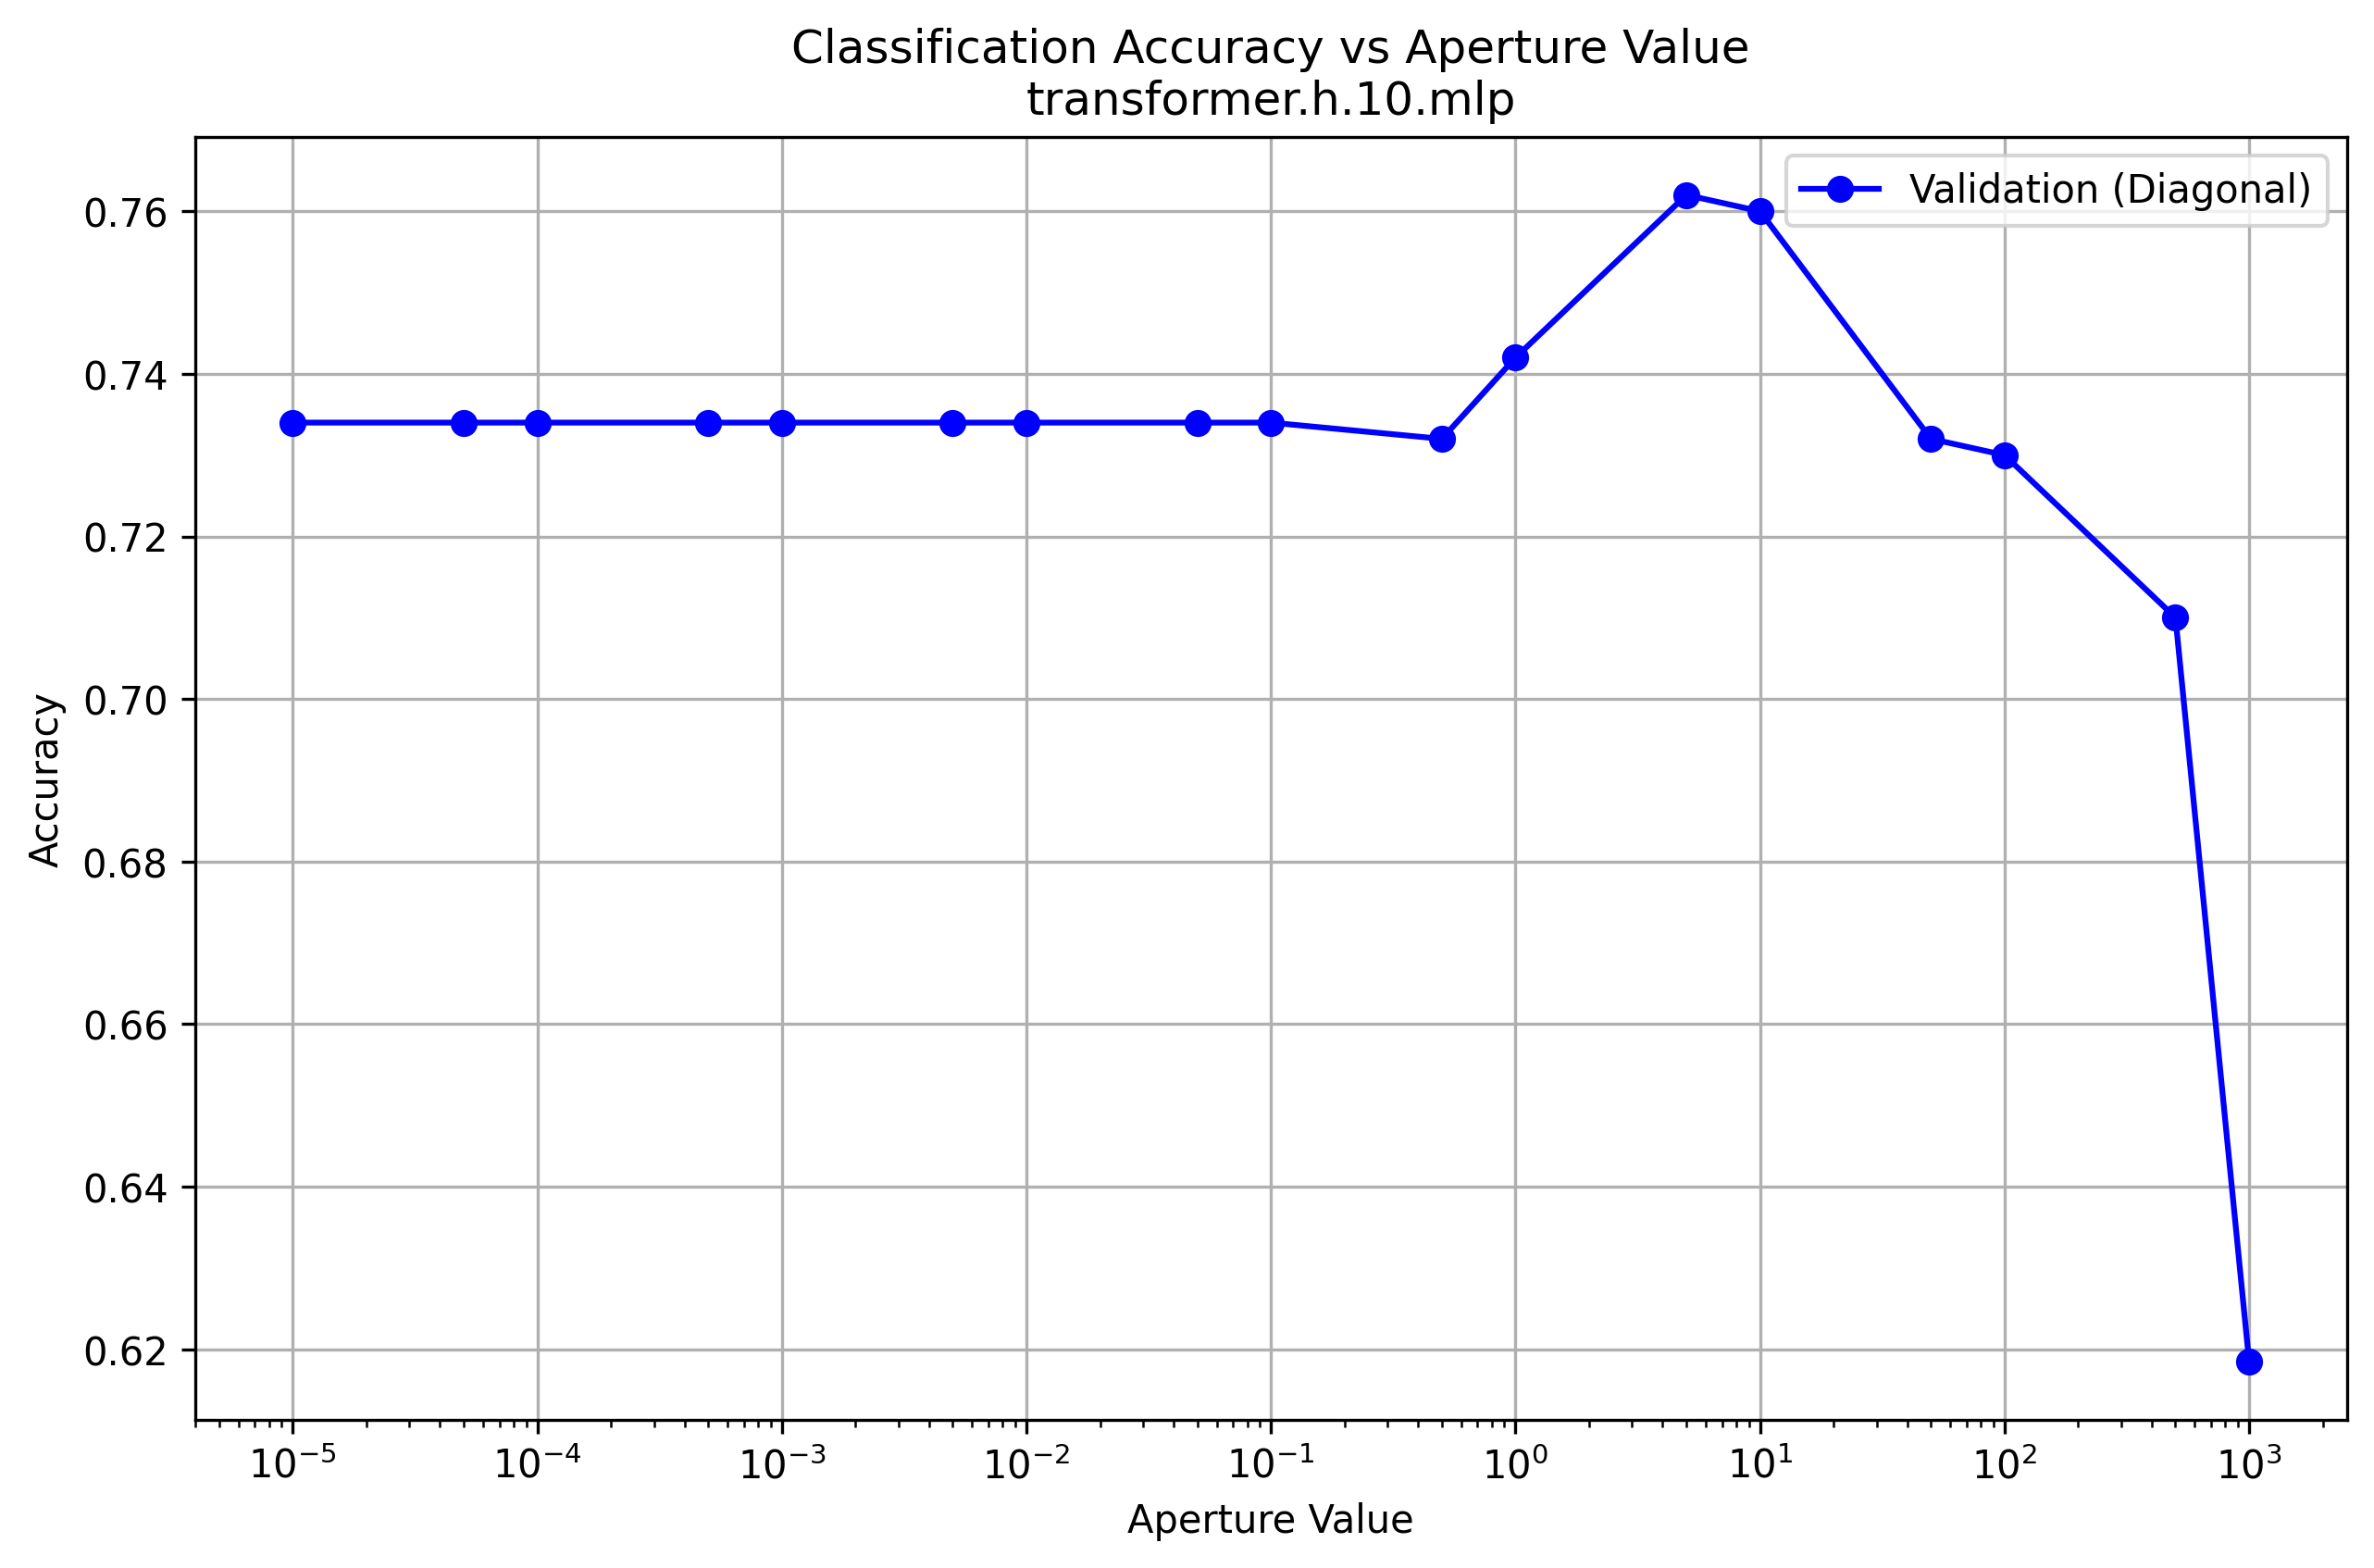 Classification Accuracy vs Aperture Value
transformer.h.10.mlp
Validation (Diagonal)
0.76
0.74
0.72
0.70
0.68
0.66
0.64
0.62
Accuracy
10⁻⁵ 10⁻⁴ 10⁻³ 10⁻² 10⁻¹ 10⁰ 10¹ 10² 10³
Aperture Value